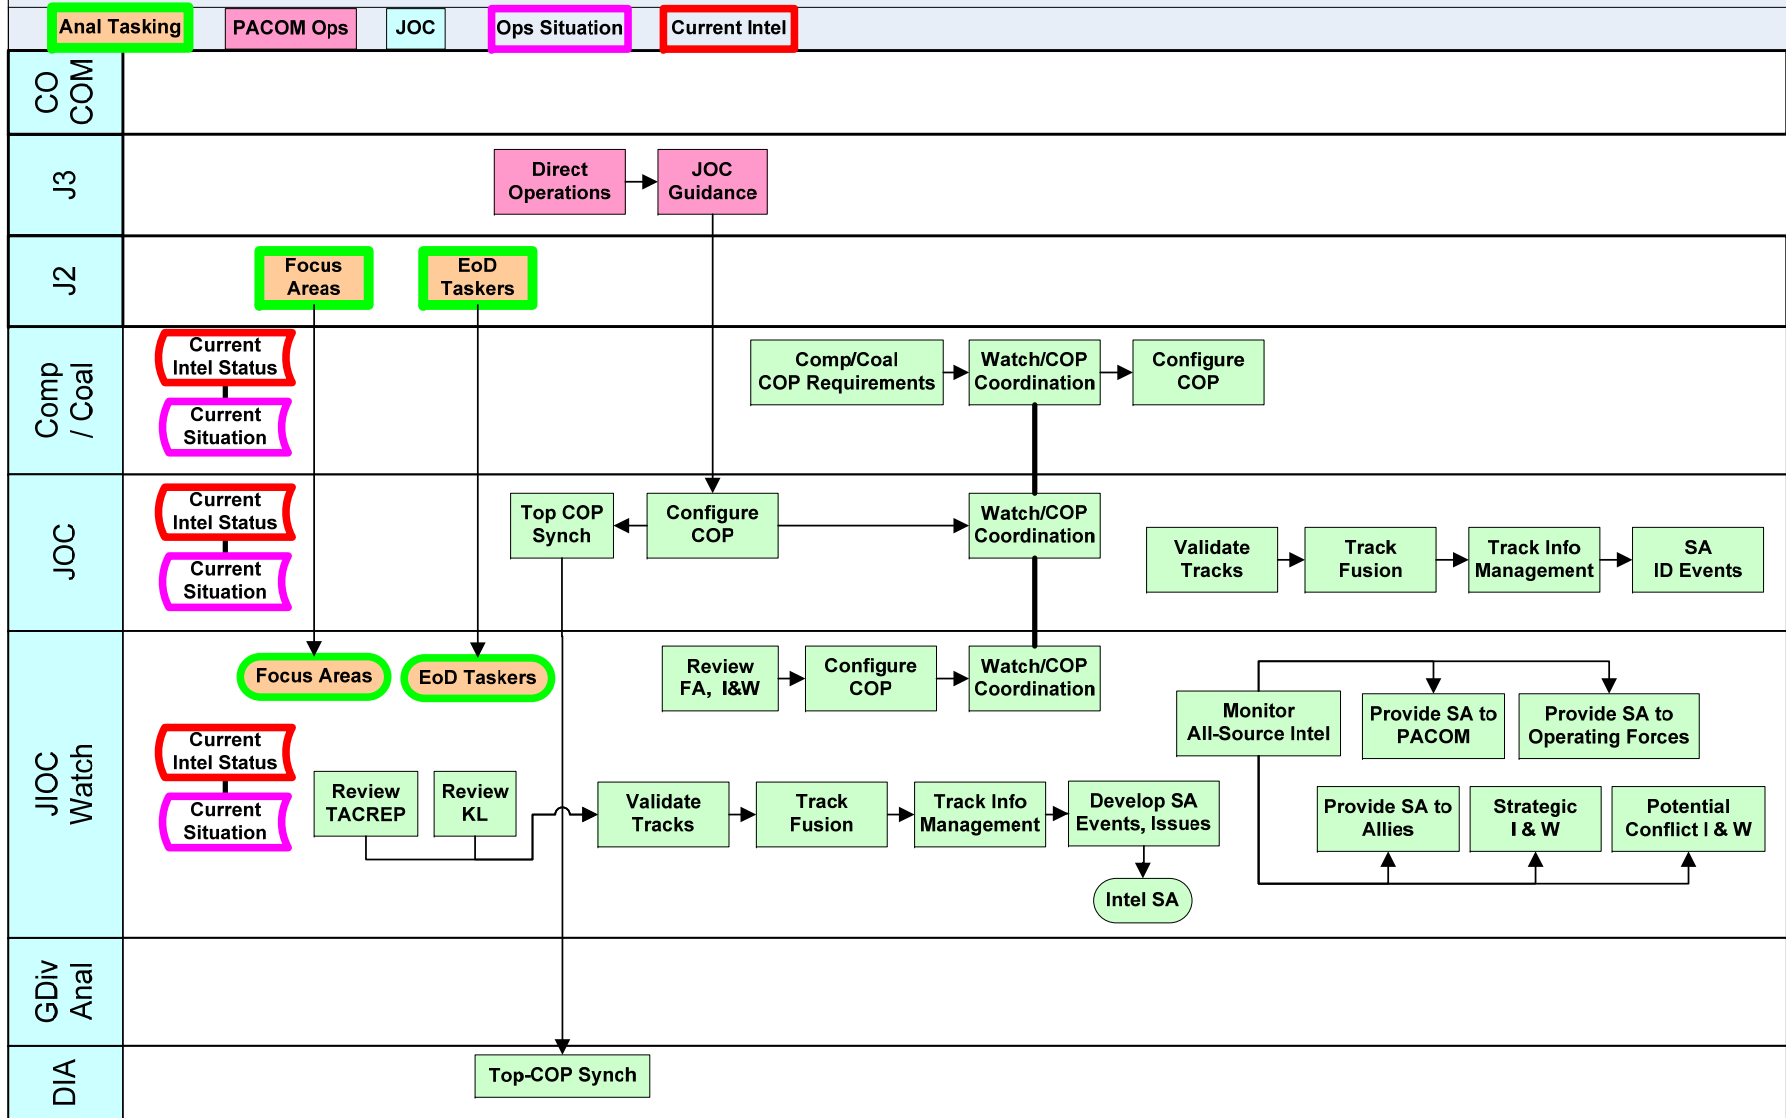 Anal Tasking
PACOM Ops
JOC
Ops Situation
Current Intel
CO
COM
J3
Direct
Operations
JOC
Guidance
J2
Focus
Areas
EoD
Taskers
Comp
/ Coal
Current
Intel Status
Current
Situation
Comp/Coal
COP Requirements
Watch/COP
Coordination
Configure
COP
JOC
Current
Intel Status
Current
Situation
Top COP
Synch
Configure
COP
Watch/COP
Coordination
Validate
Tracks
Track
Fusion
Track Info
Management
SA
ID Events
JIOC
Watch
Focus Areas
EoD Taskers
Review
FA, I&W
Configure
COP
Watch/COP
Coordination
Monitor
All-Source Intel
Provide SA to
PACOM
Provide SA to
Operating Forces
Current
Intel Status
Current
Situation
Review
TACREP
Review
KL
Validate
Tracks
Track
Fusion
Track Info
Management
Develop SA
Events, Issues
Provide SA to
Allies
Strategic
I & W
Potential
Conflict I & W
Intel SA
GDiv
Anal
DIA
Top-COP Synch